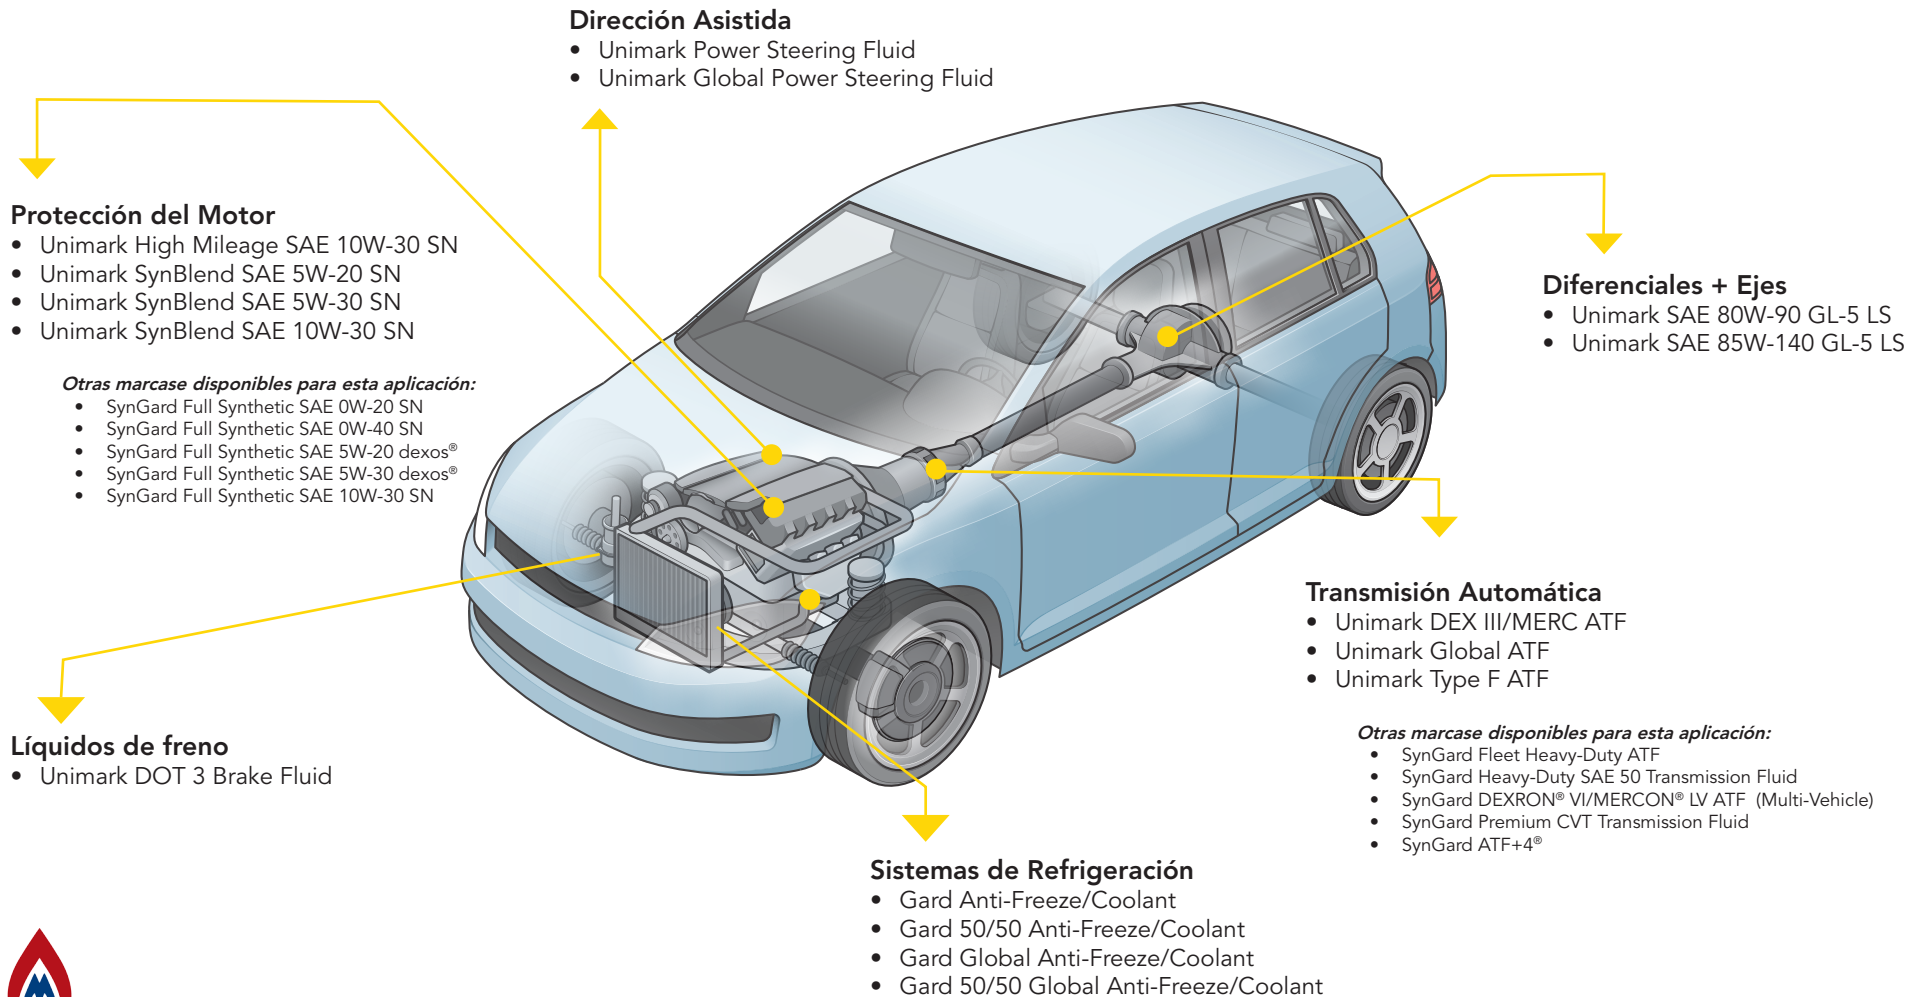 Dirección Asistida
• Unimark Power Steering Fluid
• Unimark Global Power Steering Fluid
Protección del Motor
• Unimark High Mileage SAE 10W-30 SN
• Unimark SynBlend SAE 5W-20 SN
• Unimark SynBlend SAE 5W-30 SN
• Unimark SynBlend SAE 10W-30 SN
Otras marcase disponibles para esta aplicación:
• SynGard Full Synthetic SAE 0W-20 SN
• SynGard Full Synthetic SAE 0W-40 SN
• SynGard Full Synthetic SAE 5W-20 dexos®
• SynGard Full Synthetic SAE 5W-30 dexos®
• SynGard Full Synthetic SAE 10W-30 SN
Diferenciales + Ejes
• Unimark SAE 80W-90 GL-5 LS
• Unimark SAE 85W-140 GL-5 LS
Transmisión Automática
• Unimark DEX III/MERC ATF
• Unimark Global ATF
• Unimark Type F ATF
Otras marcase disponibles para esta aplicación:
• SynGard Fleet Heavy-Duty ATF
• SynGard Heavy-Duty SAE 50 Transmission Fluid
• SynGard DEXRON® VI/MERCON® LV ATF (Multi-Vehicle)
• SynGard Premium CVT Transmission Fluid
• SynGard ATF+4®
Líquidos de freno
• Unimark DOT 3 Brake Fluid
Sistemas de Refrigeración
• Gard Anti-Freeze/Coolant
• Gard 50/50 Anti-Freeze/Coolant
• Gard Global Anti-Freeze/Coolant
• Gard 50/50 Global Anti-Freeze/Coolant